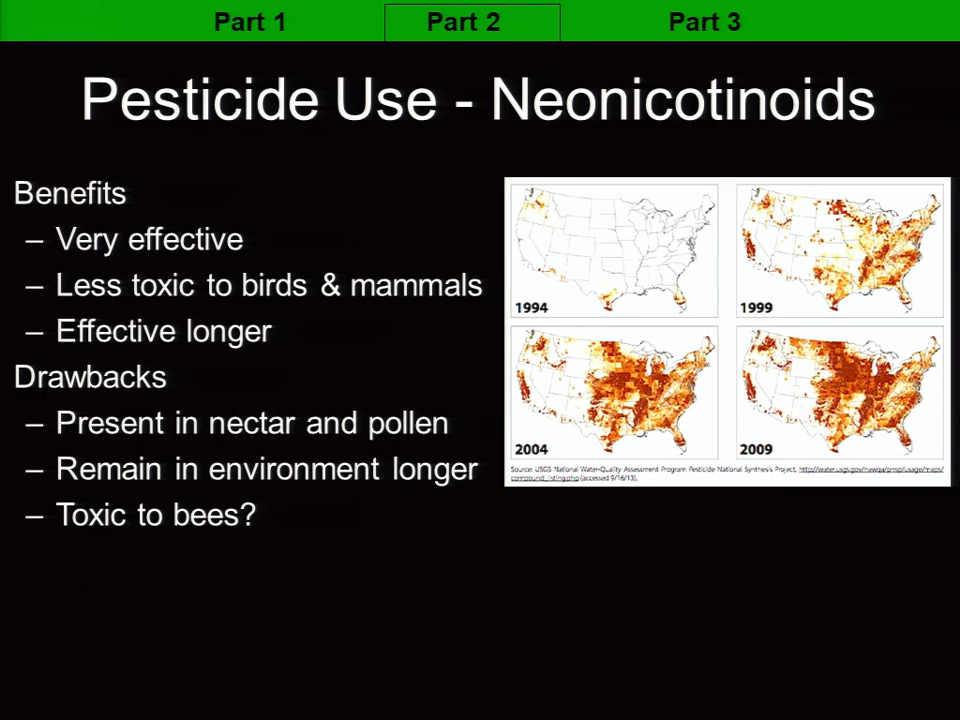 Part 1 Part 2 Part 3
Pesticide Use - Neonicotinoids
Benefits
– Very effective
– Less toxic to birds & mammals
– Effective longer
Drawbacks
– Present in nectar and pollen
– Remain in environment longer
– Toxic to bees?
1994 1999
2004 2009
Source: USGS National Water-Quality Assessment Program Pesticide National Synthesis Project, http://water.usgs.gov/nawqa/pnsp/usage/maps/
compound_listing.php (accessed 9/16/13).